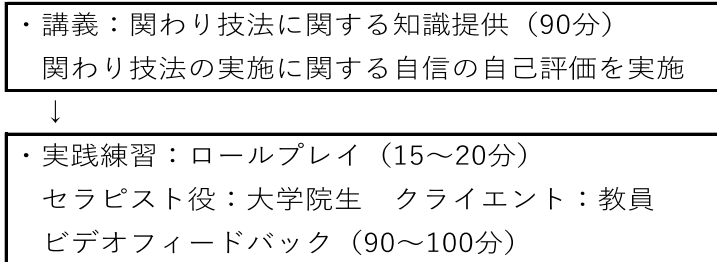 ・講義：関わり技法に関する知識提供（90分）
関わり技法の実施に関する自信の自己評価を実施
↓
・実践練習：ロールプレイ（15～20分）
セラピスト役：大学院生　クライエント：教員
ビデオフィードバック（90～100分）